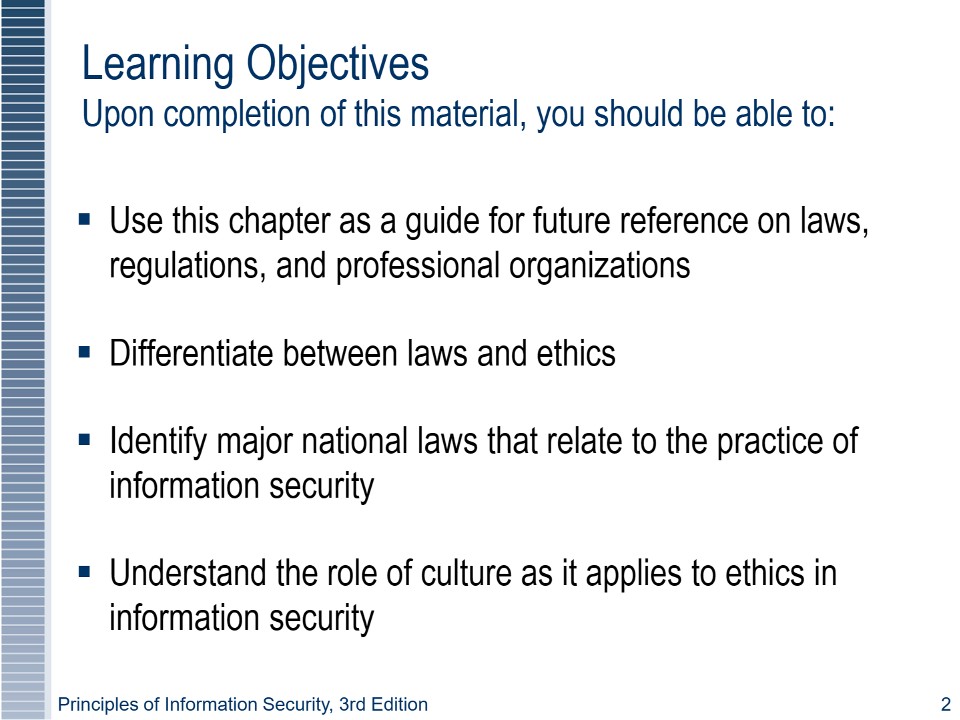 Learning Objectives
Upon completion of this material, you should be able to:
▪ Use this chapter as a guide for future reference on laws,
regulations, and professional organizations
▪ Differentiate between laws and ethics
▪ Identify major national laws that relate to the practice of
information security
▪ Understand the role of culture as it applies to ethics in
information security
Principles of Information Security, 3rd Edition
2